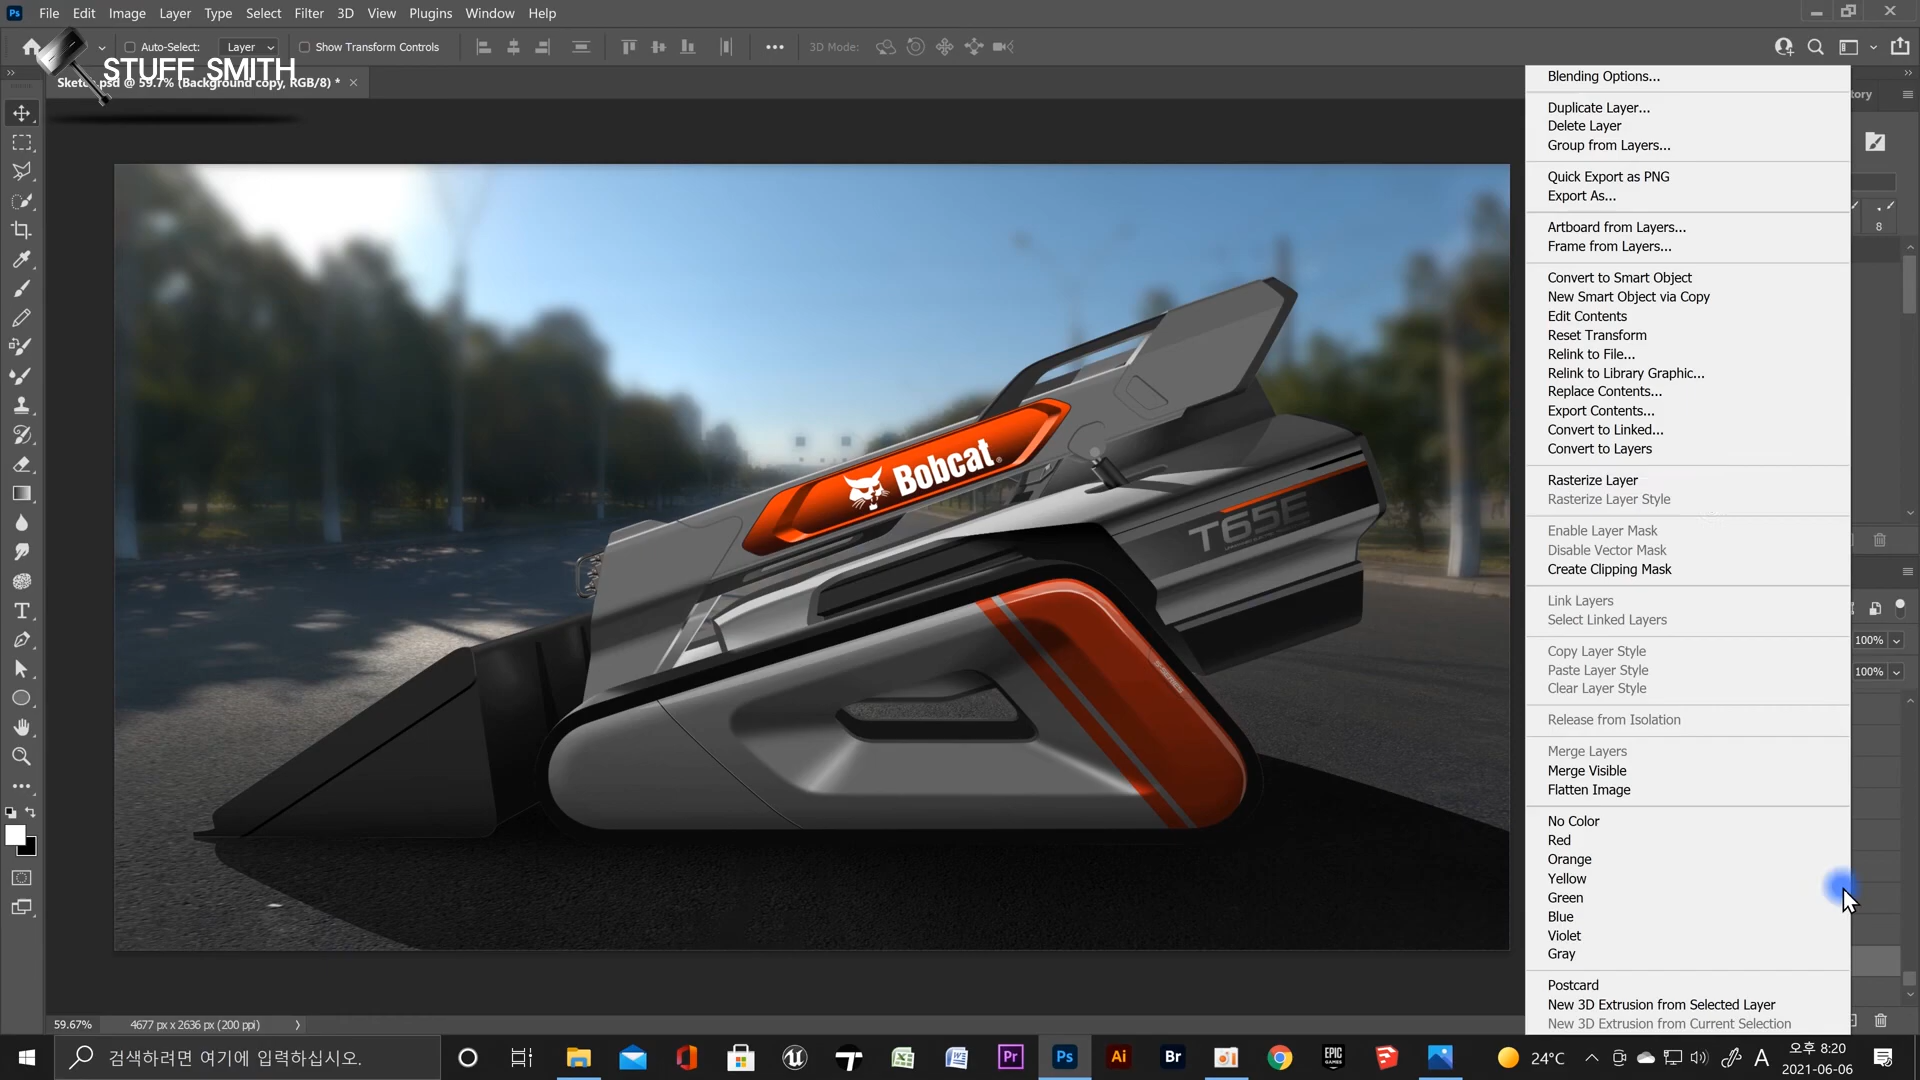 File Edit Image Layer Type Select Filter 3D View Plugins Window Help
Auto-Select: Layer Show Transform Controls 3D Mode:
STUFF SMITH
psd @ 59.7% (Background copy, RGB/8) *
Bobcat
T65E
Blending Options...
Duplicate Layer...
Delete Layer
Group from Layers...
Quick Export as PNG
Export As...
8
Artboard from Layers...
Frame from Layers...
Convert to Smart Object
New Smart Object via Copy
Edit Contents
Reset Transform
Relink to File...
Relink to Library Graphic...
Replace Contents...
Export Contents...
Convert to Linked...
Convert to Layers
Rasterize Layer
Rasterize Layer Style
Enable Layer Mask
Disable Vector Mask
Create Clipping Mask
Link Layers
Select Linked Layers
100%
Copy Layer Style
Paste Layer Style
100%
Clear Layer Style
Release from Isolation
Merge Layers
Merge Visible
Flatten Image
No Color
Red
Orange
Yellow
Green
Blue
Violet
Gray
Postcard
New 3D Extrusion from Selected Layer
New 3D Extrusion from Current Selection
59.67% 4677 px x 2636 px (200 ppi)
검색하려면 여기에 입력하십시오.
Pr Ps Ai Br EPIC GAMES
24°C A 오후 8:20
2021-06-06